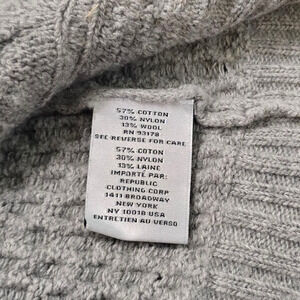 57% COTTON
30% NYLON
13% WOOL
RN 93178
SEE REVERSE FOR CARE
57% COTON
30% NYLON
13% LAINE
IMPORTÉ PAR:
REPUBLIC
CLOTHING CORP
1411 BROADWAY
NEW YORK
NY 10018 USA
ENTRETIEN AU VERSO